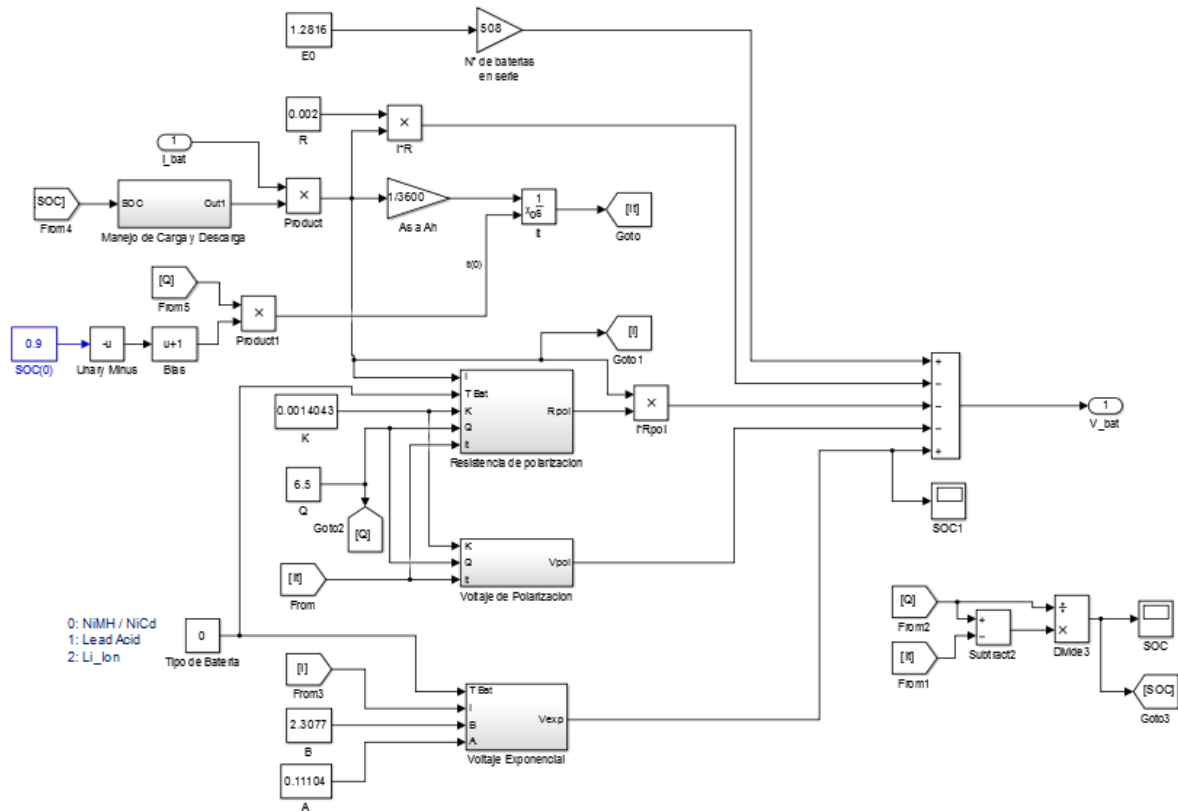 1.2816
E0
508
N° de baterias
en serie
0.002
R
×
I*R
1
I_bat
SOC]
From4
SOC
Out1
Manejo de Carga y Descarga
×
Product
1/3600
As a Ah
xo
1
s
It
[It]
Goto
It(0)
[Q]
From5
×
Product1
0.9
SOC(0)
-u
Unary Minus
u+1
Bias
[I]
Goto1
0.0014043
K
6.5
Q
Goto2
[Q]
I
T Bat
K
Q
It
Rpol
Resistencia de polarizacion
×
I*Rpol
[It]
From
K
Q
It
Vpol
Voltaje de Polarizacion
+
−
−
−
+
1
V_bat
SOC1
0: NiMH / NiCd
1: Lead Acid
2: Li_Ion
0
Tipo de Bateria
[I]
From3
2.3077
B
0.11104
A
T Bat
I
B
A
Vexp
Voltaje Exponencial
[Q]
From2
[It]
From1
+
−
Subtract2
÷
×
Divide3
SOC
[SOC]
Goto3